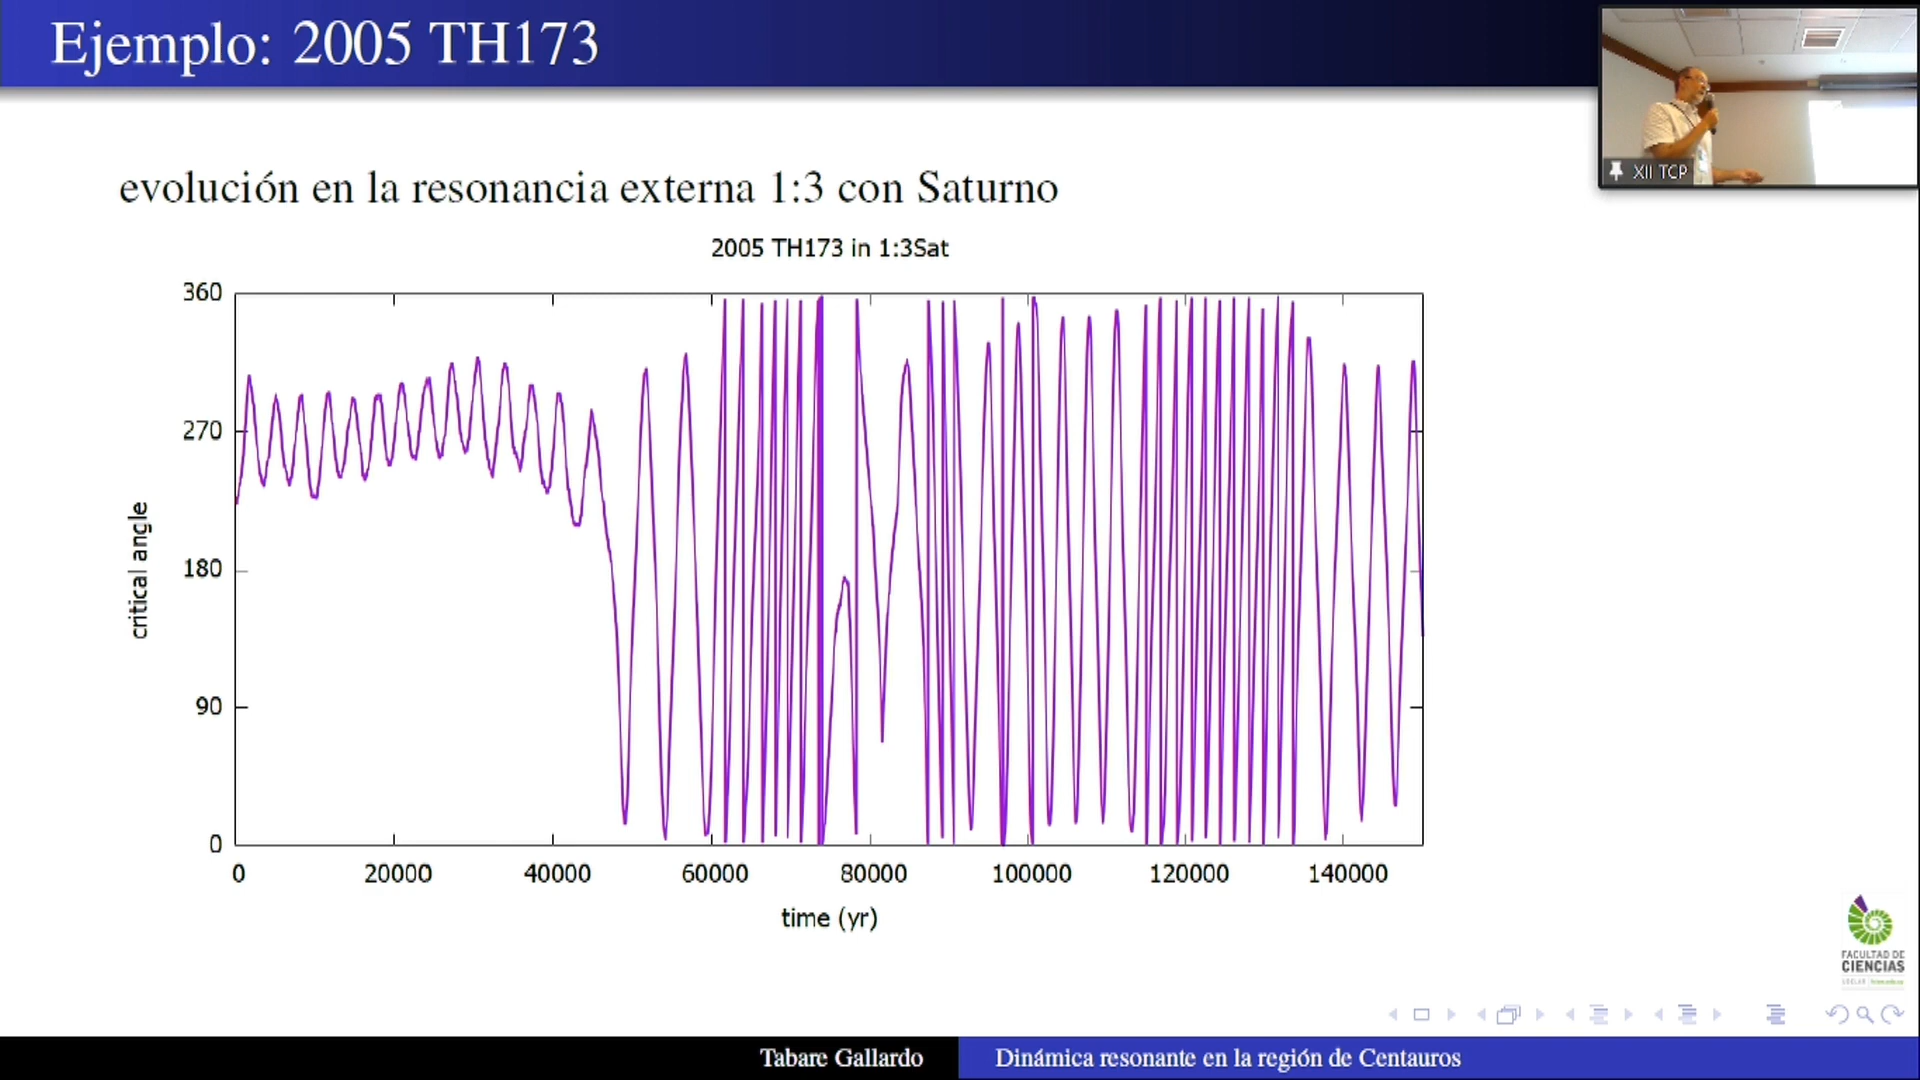 Ejemplo: 2005 TH173
XII TCP
evolución en la resonancia externa 1:3 con Saturno
2005 TH173 in 1:3Sat
360
270
180
90
0
critical angle
0 20000 40000 60000 80000 100000 120000 140000
time (yr)
FACULTAD DE
CIENCIAS
Tabare Gallardo
Dinámica resonante en la región de Centauros